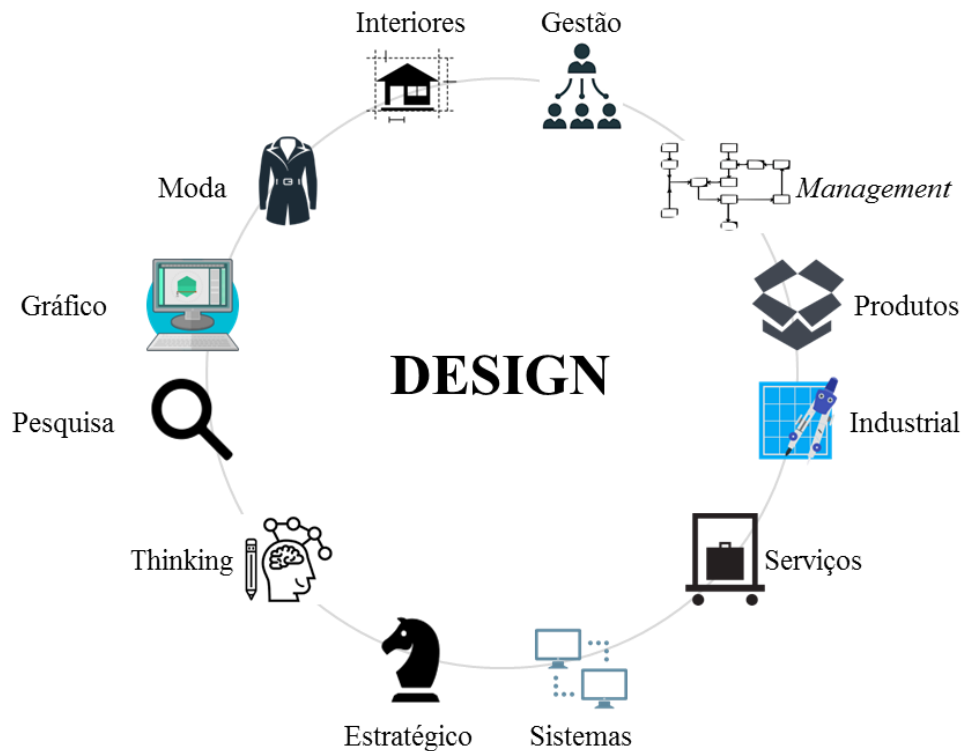 Interiores
Gestão
Moda
Management
Gráfico
Produtos
DESIGN
Pesquisa
Industrial
Thinking
Serviços
Estratégico
Sistemas